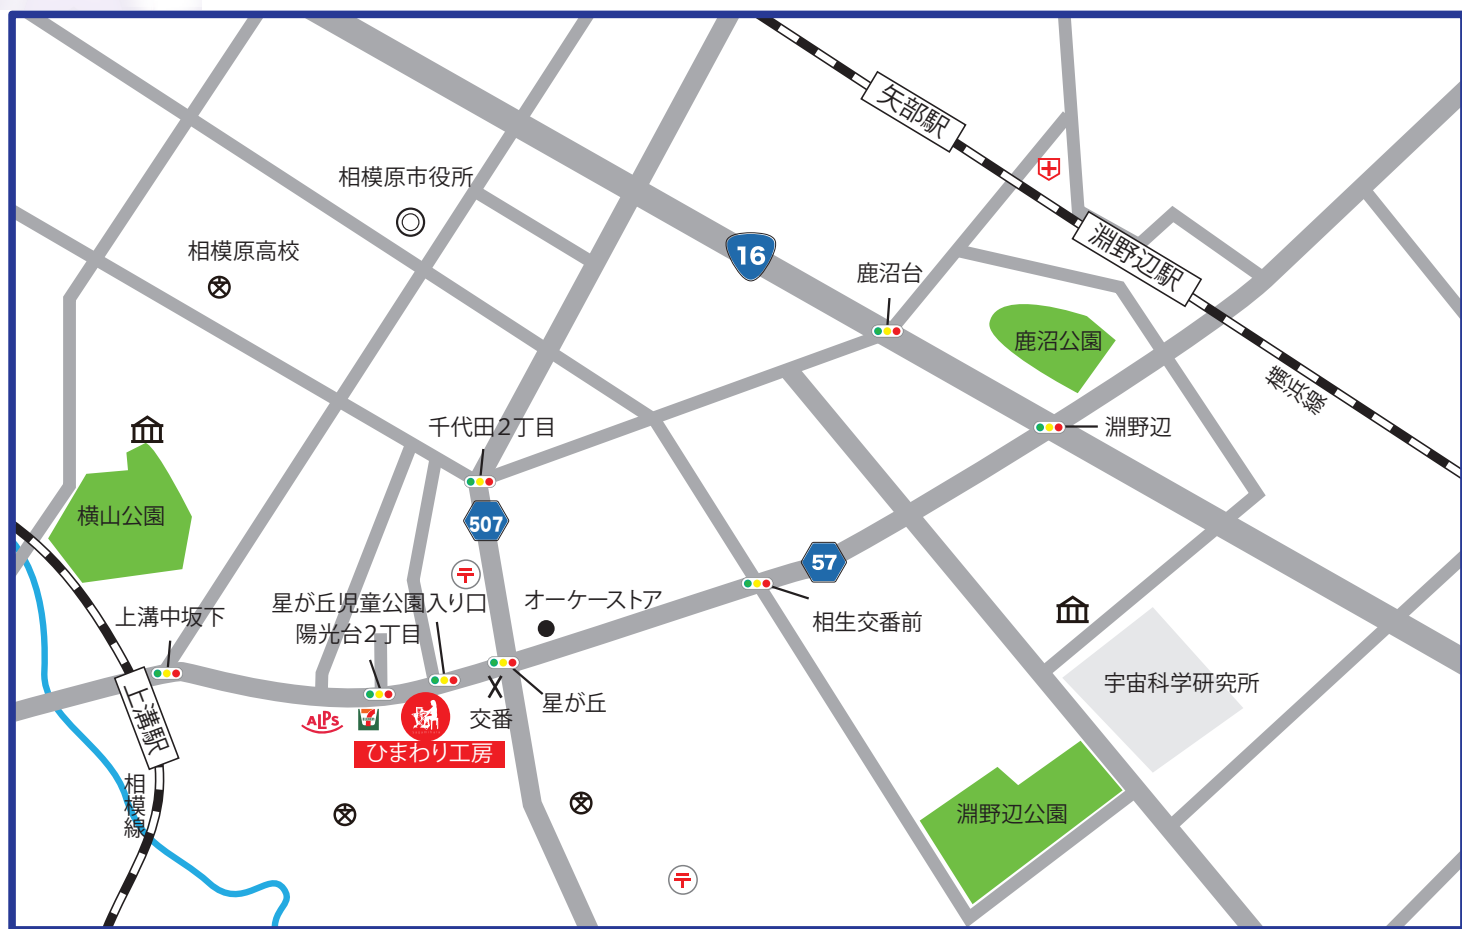 矢部駅
相模原市役所
相模原高校
16
淵野辺駅
鹿沼台
鹿沼公園
横浜線
千代田2丁目
淵野辺
横山公園
507
57
星が丘児童公園入り口
オーケーストア
上溝中坂下
陽光台2丁目
相生交番前
宇宙科学研究所
上溝駅
星が丘
交番
ALPS
7
ひまわり工房
相模線
淵野辺公園